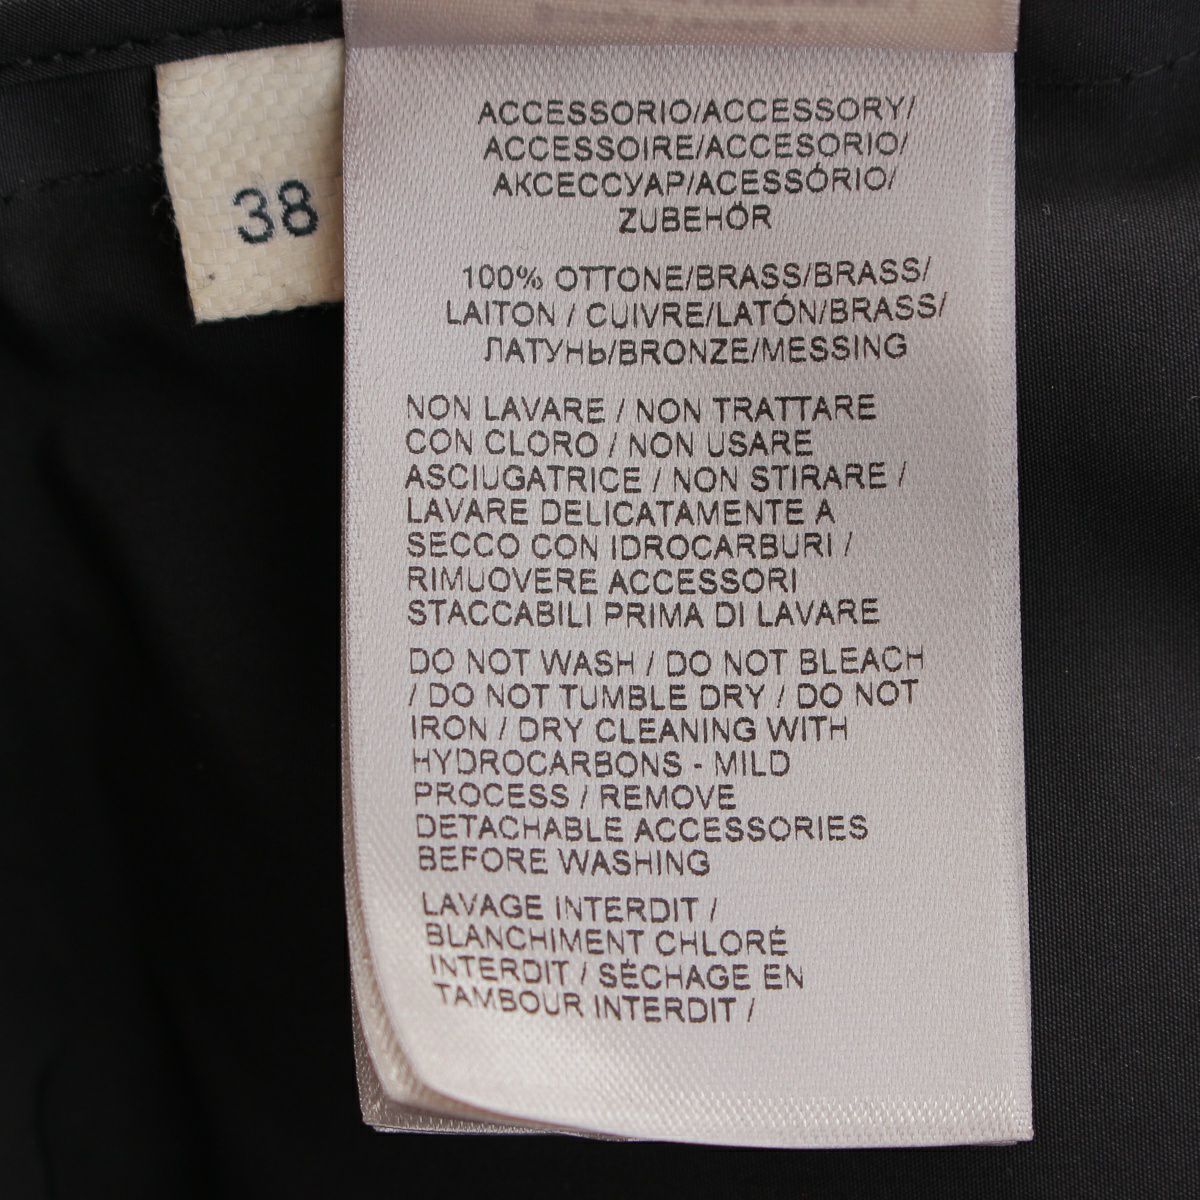 38
ACCESSORIO/ACCESSORY/
ACCESSOIRE/ACCESORIO/
АКСЕССУАР/ACESSÓRIO/
ZUBEHÖR
100% OTTONE/BRASS/BRASS/
LAITON / CUIVRE/LATÓN/BRASS/
ЛАТУНЬ/BRONZE/MESSING
NON LAVARE / NON TRATTARE
CON CLORO / NON USARE
ASCIUGATRICE / NON STIRARE /
LAVARE DELICATAMENTE A
SECCO CON IDROCARBURI /
RIMUOVERE ACCESSORI
STACCABILI PRIMA DI LAVARE
DO NOT WASH / DO NOT BLEACH
/ DO NOT TUMBLE DRY / DO NOT
IRON / DRY CLEANING WITH
HYDROCARBONS - MILD
PROCESS / REMOVE
DETACHABLE ACCESSORIES
BEFORE WASHING
LAVAGE INTERDIT /
BLANCHIMENT CHLORÉ
INTERDIT / SÉCHAGE EN
TAMBOUR INTERDIT /